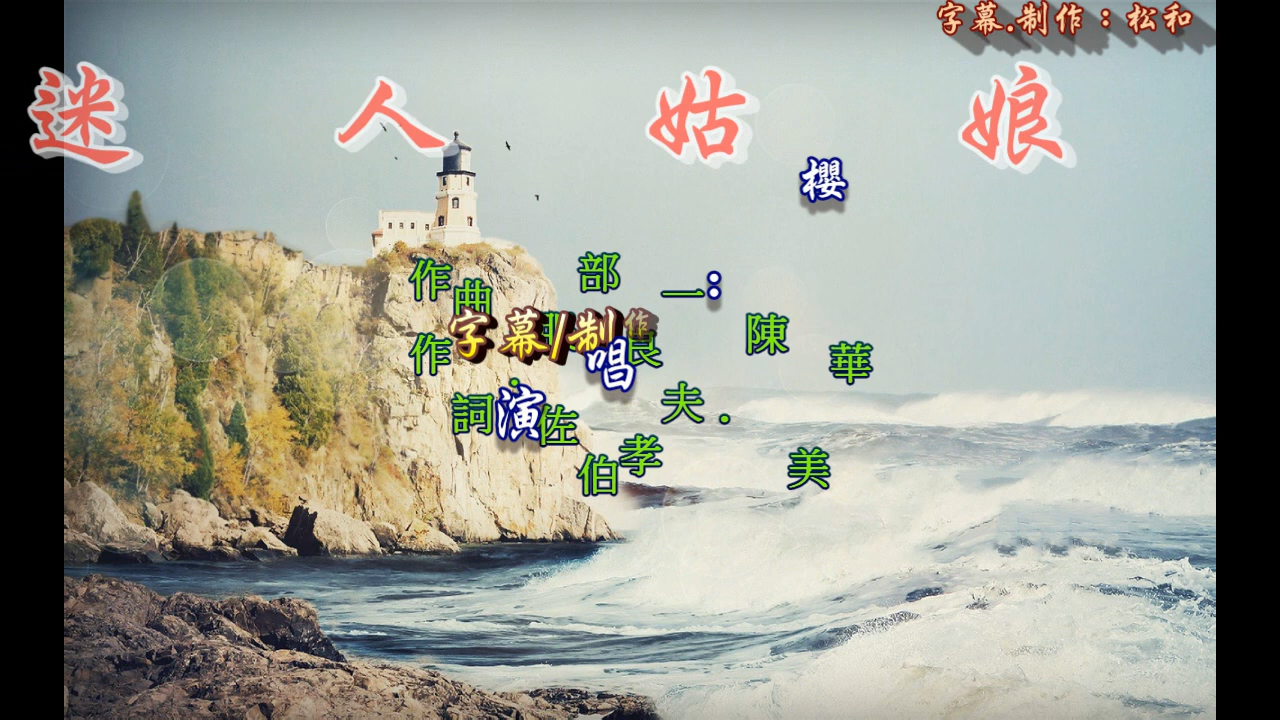 字幕.制作：松和
迷人姑娘
演唱:櫻
作曲 部良一
字幕/制作
作詞 佐伯孝夫.陳美華